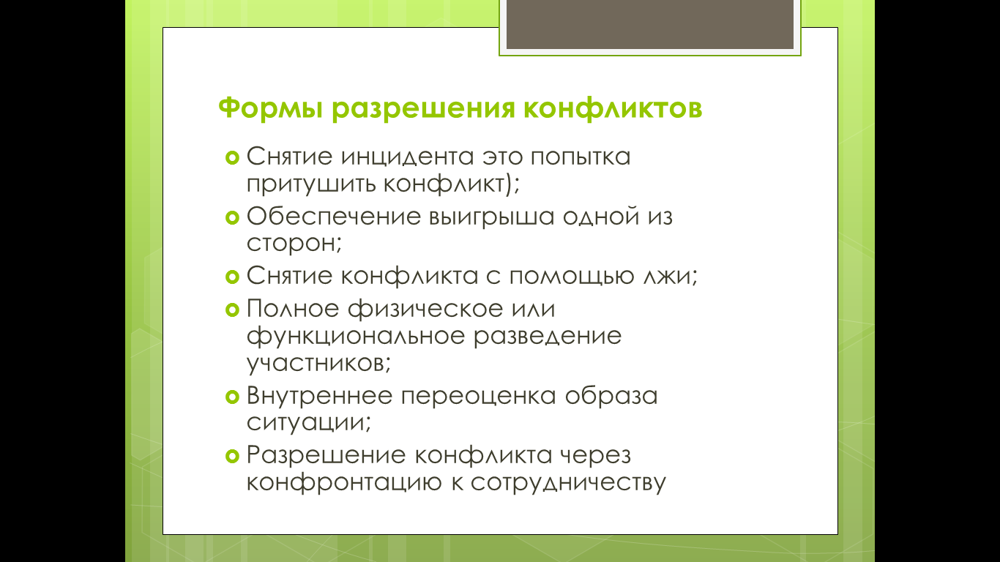 Формы разрешения конфликтов
Снятие инцидента это попытка
притушить конфликт);
Обеспечение выигрыша одной из
сторон;
Снятие конфликта с помощью лжи;
Полное физическое или
функциональное разведение
участников;
Внутреннее переоценка образа
ситуации;
Разрешение конфликта через
конфронтацию к сотрудничеству